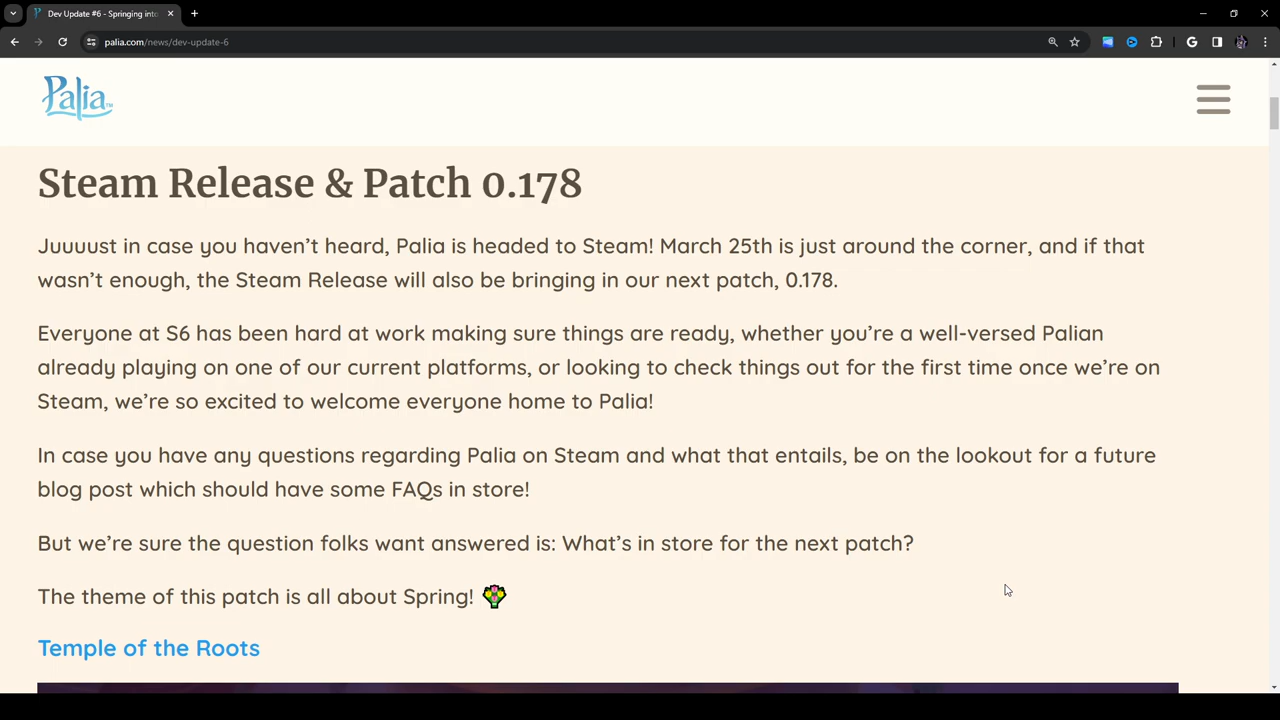 Dev Update #6 - Springing into
palia.com/news/dev-update-6
Palia™
Steam Release & Patch 0.178
Juuuust in case you haven’t heard, Palia is headed to Steam! March 25th is just around the corner, and if that
wasn’t enough, the Steam Release will also be bringing in our next patch, 0.178.
Everyone at S6 has been hard at work making sure things are ready, whether you’re a well-versed Palian
already playing on one of our current platforms, or looking to check things out for the first time once we’re on
Steam, we’re so excited to welcome everyone home to Palia!
In case you have any questions regarding Palia on Steam and what that entails, be on the lookout for a future
blog post which should have some FAQs in store!
But we’re sure the question folks want answered is: What’s in store for the next patch?
The theme of this patch is all about Spring!
Temple of the Roots